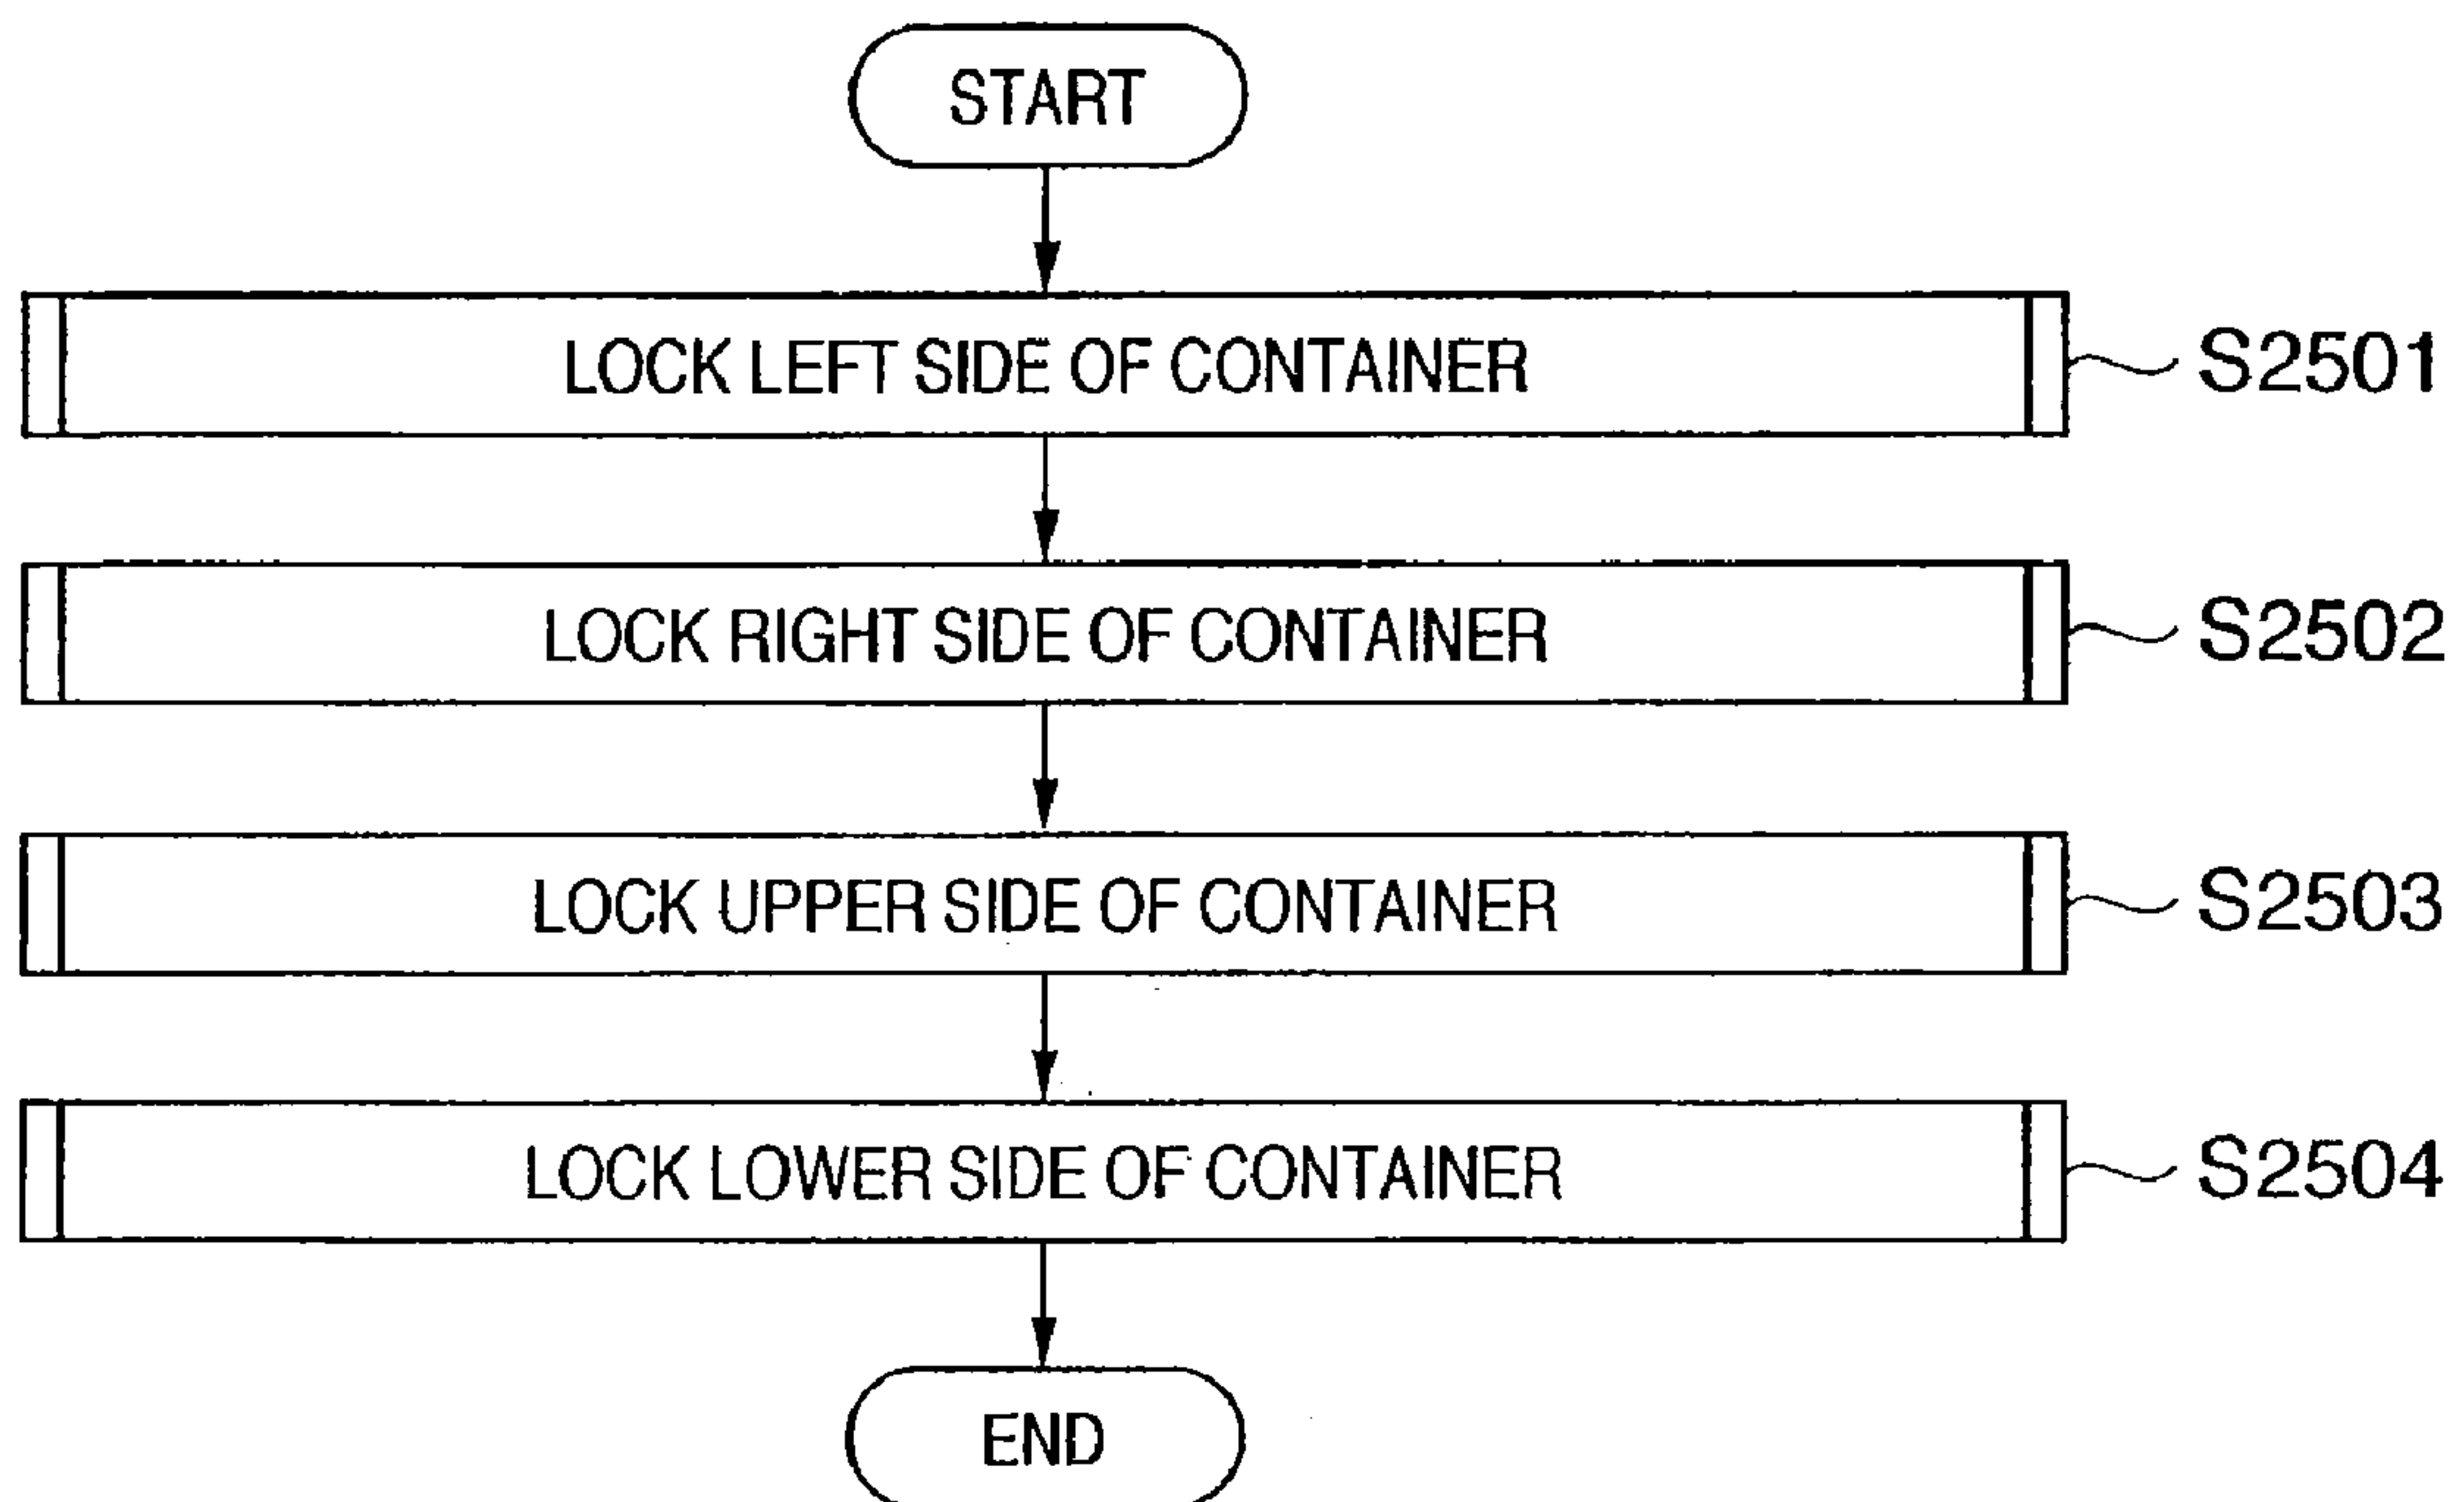 START
LOCK LEFT SIDE OF CONTAINER
S2501
LOCK RIGHT SIDE OF CONTAINER
S2502
LOCK UPPER SIDE OF CONTAINER
S2503
LOCK LOWER SIDE OF CONTAINER
S2504
END